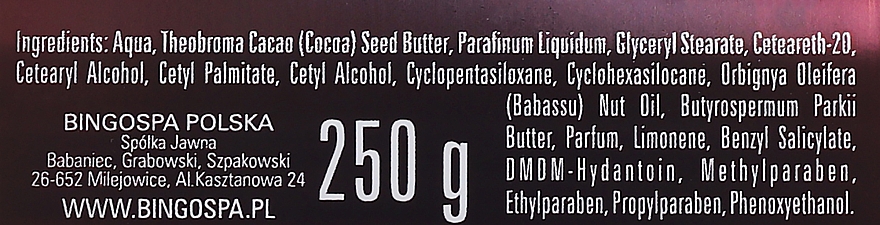 Ingredients: Aqua, Theobroma Cacao (Cocoa) Seed Butter, Parafinum Liquidum, Glyceryl Stearate, Ceteareth-20,
Cetearyl Alcohol, Cetyl Palmitate, Cetyl Alcohol, Cyclopentasiloxane, Cyclohexasilocane, Orbignya Oleifera
(Babassu) Nut Oil, Butyrospermum Parkii
Butter, Parfum, Limonene, Benzyl Salicylate,
DMDM-Hydantoin, Methylparaben,
Ethylparaben, Propylparaben, Phenoxyethanol.
BINGOSPA POLSKA
Spółka Jawna
Babaniec, Grabowski, Szpakowski
26-652 Milejowice, Al.Kasztanowa 24
WWW.BINGOSPA.PL
250 g